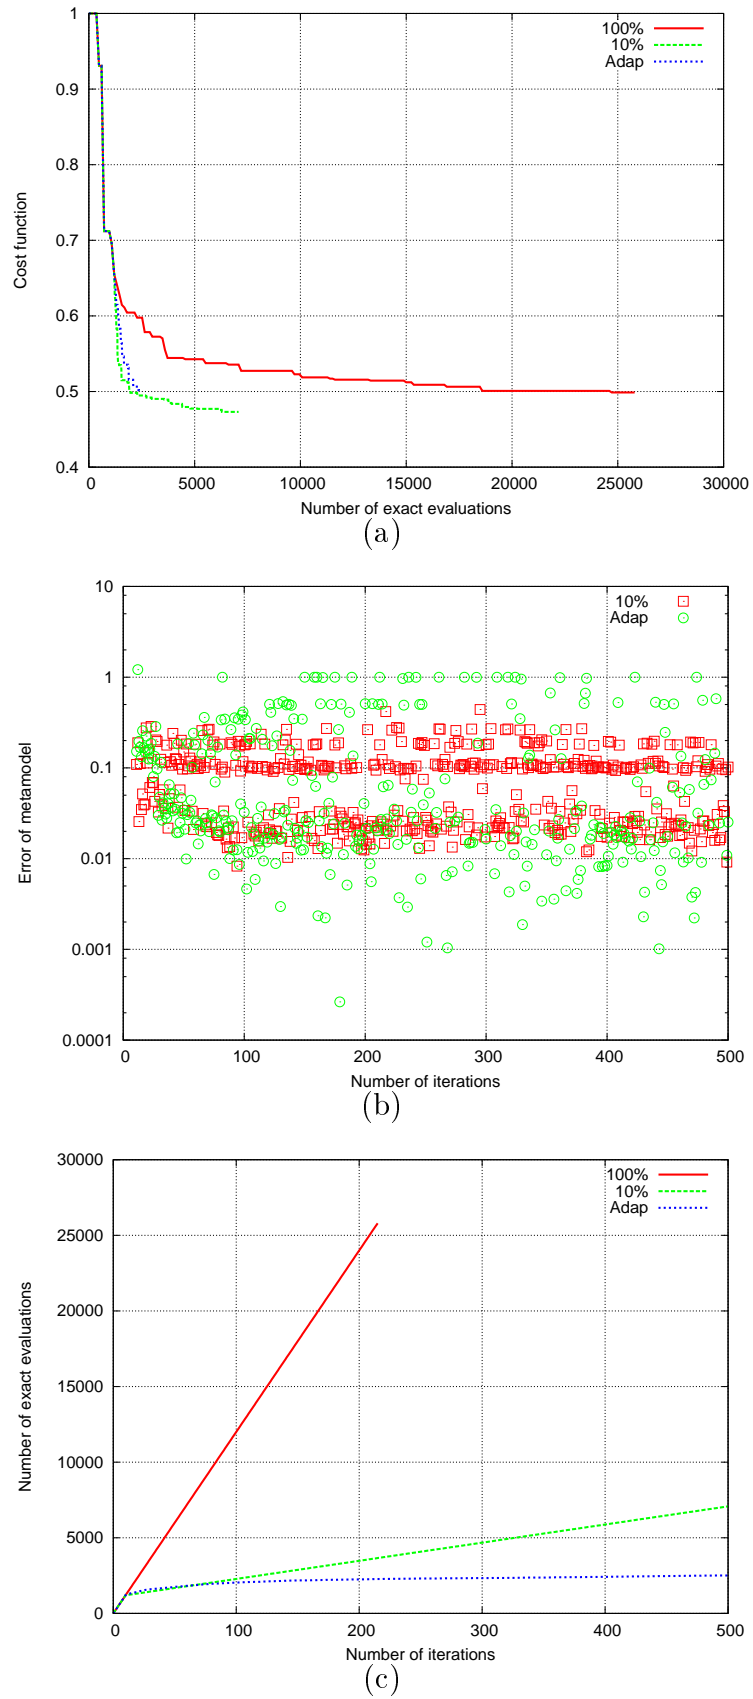 1
0.9
0.8
0.7
0.6
0.5
0.4
Cost function
100%
10%
Adap
0 5000 10000 15000 20000 25000 30000
Number of exact evaluations
(a)
10
1
0.1
0.01
0.001
0.0001
Error of metamodel
10%
Adap
0 100 200 300 400 500
Number of iterations
(b)
30000
25000
20000
15000
10000
5000
0
Number of exact evaluations
100%
10%
Adap
0 100 200 300 400 500
Number of iterations
(c)